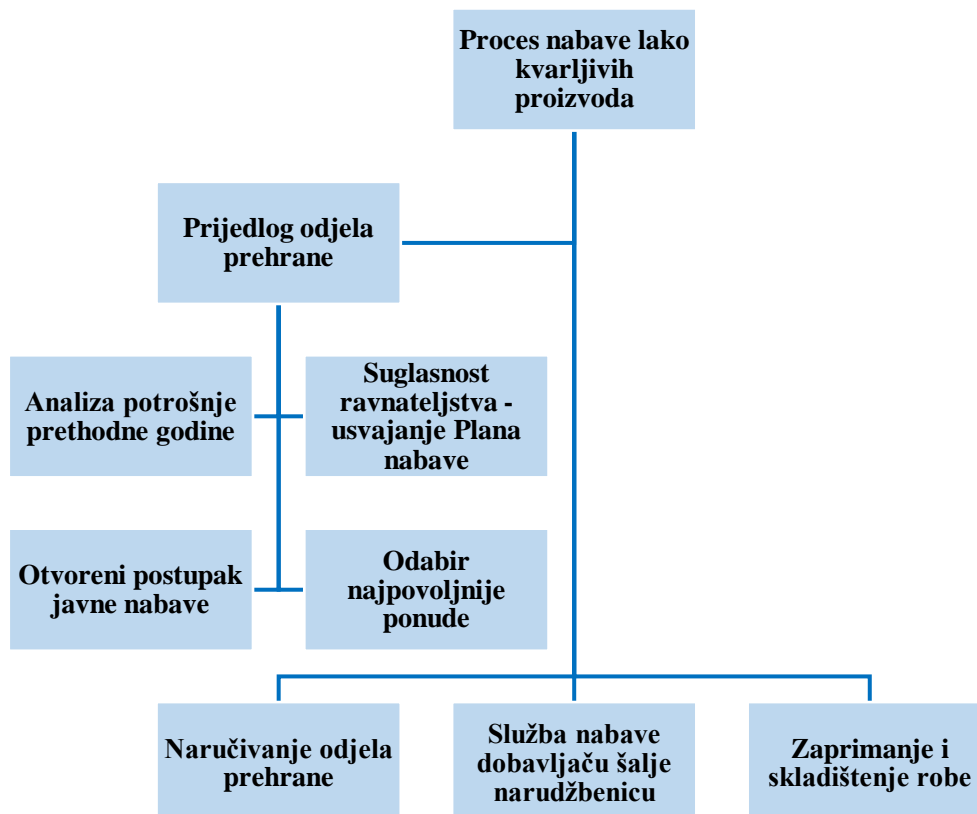 Proces nabave lako
kvarljivih
proizvoda
Prijedlog odjela
prehrane
Analiza potrošnje
prethodne godine
Suglasnost
ravnateljstva -
usvajanje Plana
nabave
Otvoreni postupak
javne nabave
Odabir
najpovoljnije
ponude
Naručivanje odjela
prehrane
Služba nabave
dobavljaču šalje
narudžbenicu
Zaprimanje i
skladištenje robe